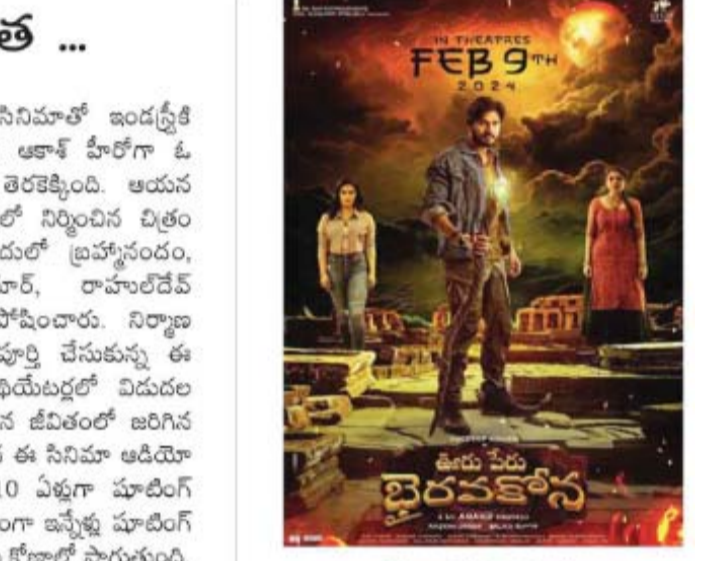 త ...
సినిమాతో ఇండస్ట్రీకి
ఆకాశ్ హీరోగా ఓ
తెరకెక్కింది. ఆయన
లో నిర్మించిన చిత్రం
దులో బ్రహ్మానందం,
మార్, రాహుల్‌దేవ్
పోషించారు. నిర్మాణ
పూర్తి చేసుకున్న ఈ
థియేటర్లలో విడుదల
న జీవితంలో జరిగిన
ఈ సినిమా ఆడియో
10 ఏళ్లుగా షూటింగ్
ంగా ఇన్నేళ్లు షూటింగ్
కోణాల్లో సాగుతుంది.
IN THEATRES
FEB 9TH
2024
ఊరు పేరు
భైరవకోన